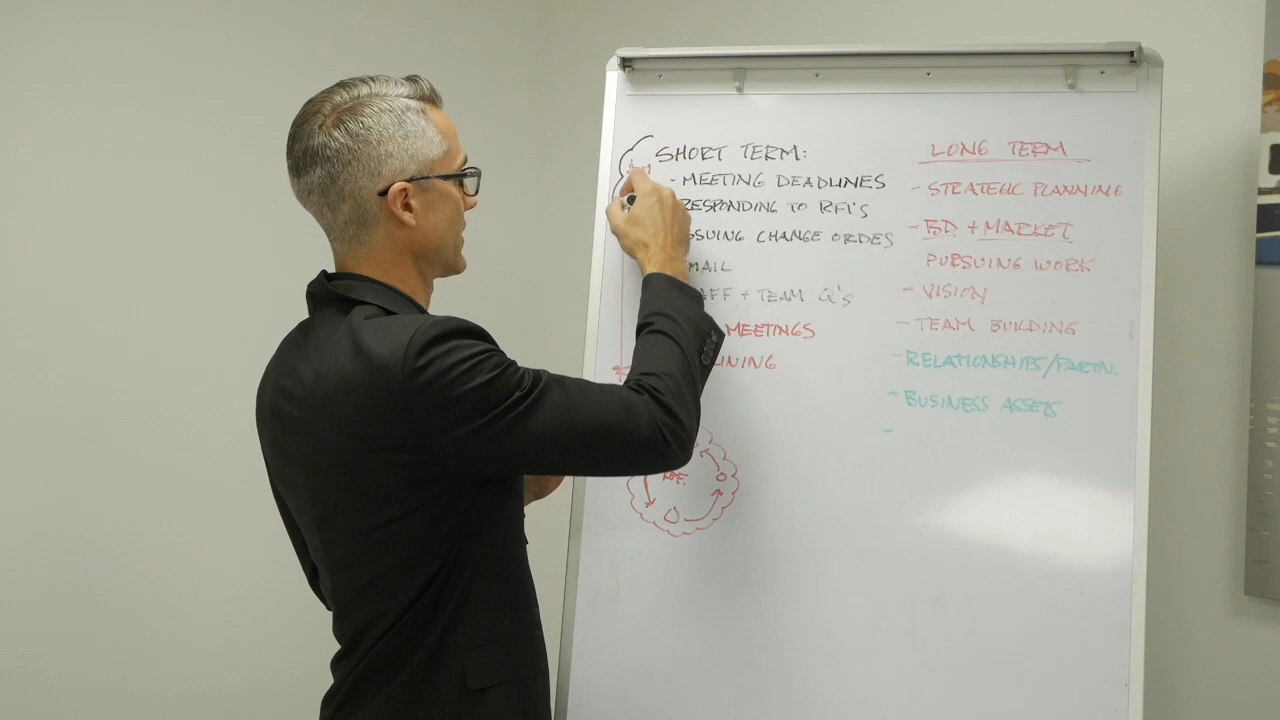 SHORT TERM:
- MEETING DEADLINES
RESPONDING TO RFI'S
CHANGE ORDES
+ TEAM Q'S
MEETINGS
LONG TERM
- STRATEGIC PLANNING
- BD + MARKET
PURSUING WORK
- VISION
- TEAM BUILDING
- RELATIONSHIPS/PARTN.
- BUSINESS ASSETS
-